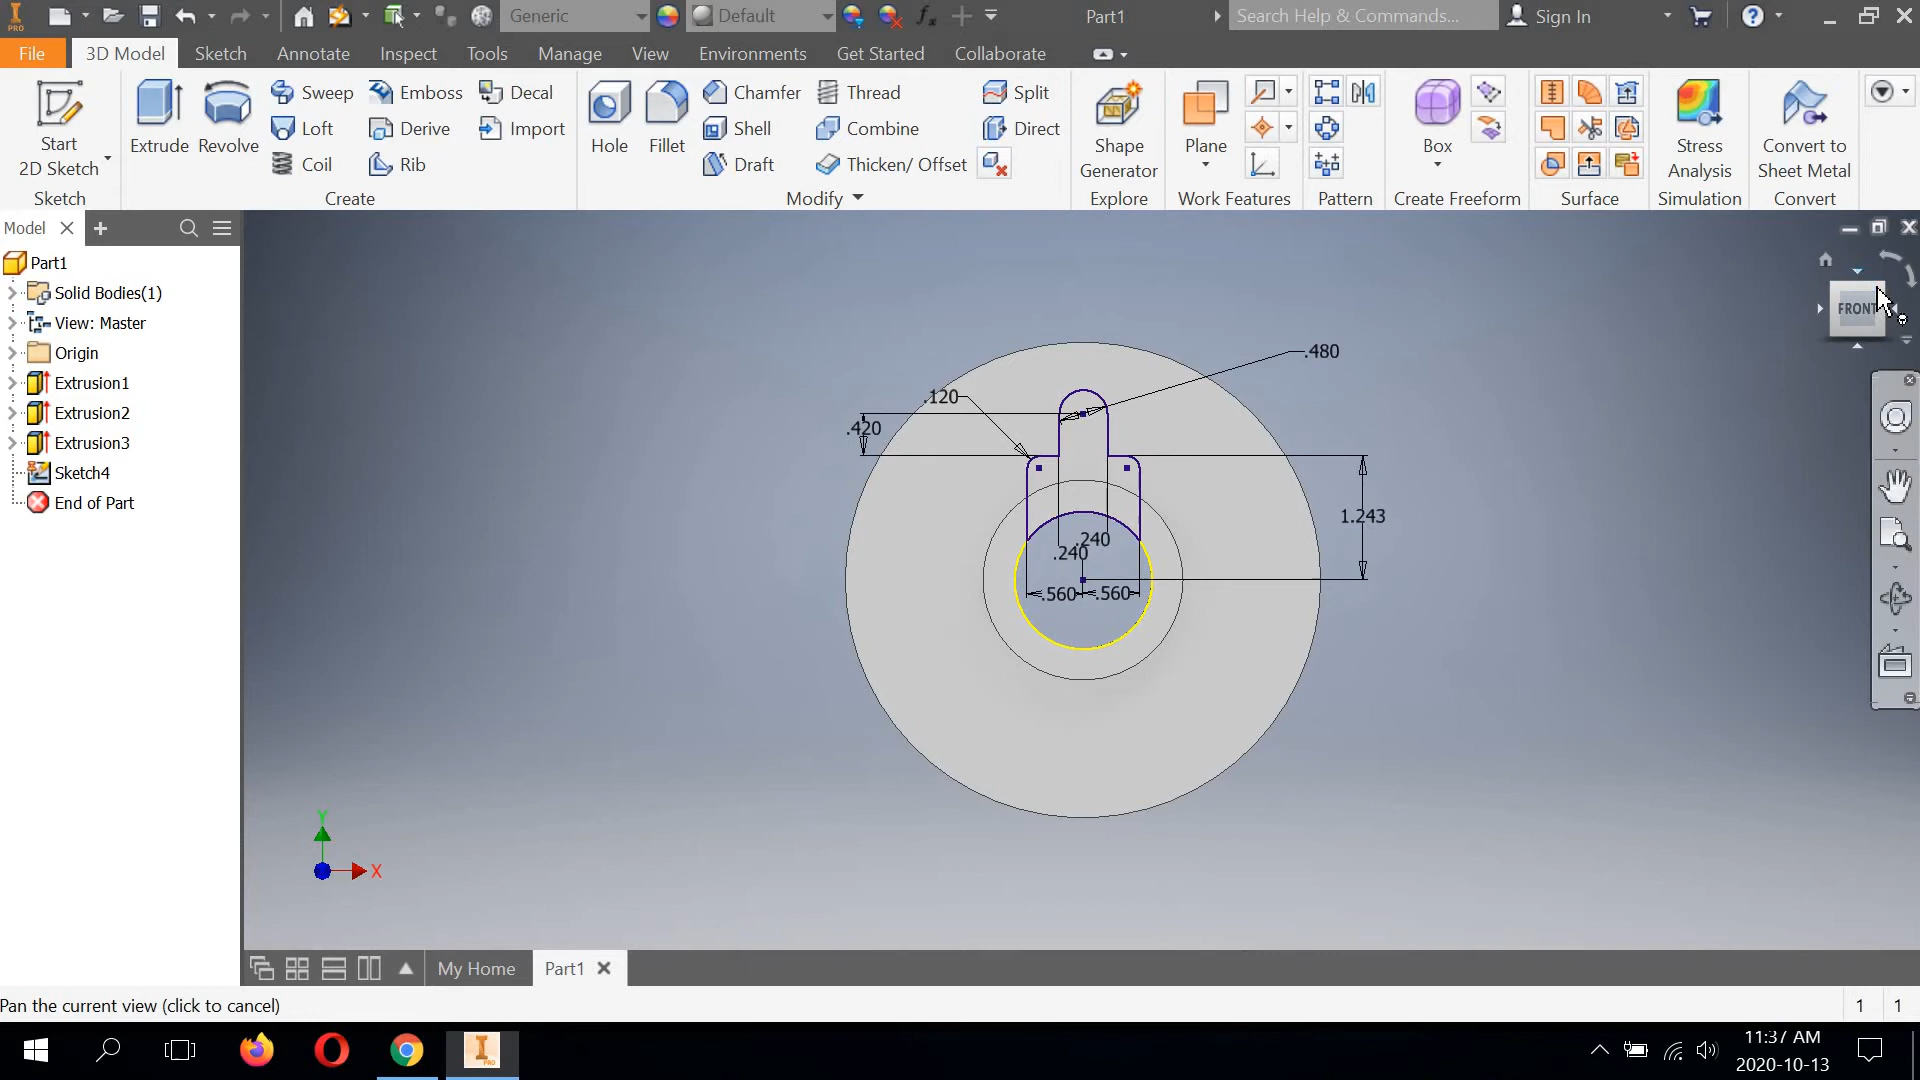 PRO
Generic
Default
Part1
Search Help & Commands...
Sign In
File
3D Model
Sketch
Annotate
Inspect
Tools
Manage
View
Environments
Get Started
Collaborate
Start
2D Sketch
Extrude
Revolve
Sweep
Loft
Coil
Emboss
Derive
Rib
Decal
Import
Hole
Fillet
Chamfer
Shell
Draft
Thread
Combine
Thicken/ Offset
Split
Direct
Shape
Generator
Plane
Box
Stress
Analysis
Convert to
Sheet Metal
Sketch
Create
Modify
Explore
Work Features
Pattern
Create Freeform
Surface
Simulation
Convert
Model
Part1
Solid Bodies(1)
View: Master
Origin
Extrusion1
Extrusion2
Extrusion3
Sketch4
End of Part
FRONT
.480
.120
.420
1.243
.240
.240
.560
.560
Y
X
My Home
Part1
Pan the current view (click to cancel)
1
1
PRO
11:37 AM
2020-10-13